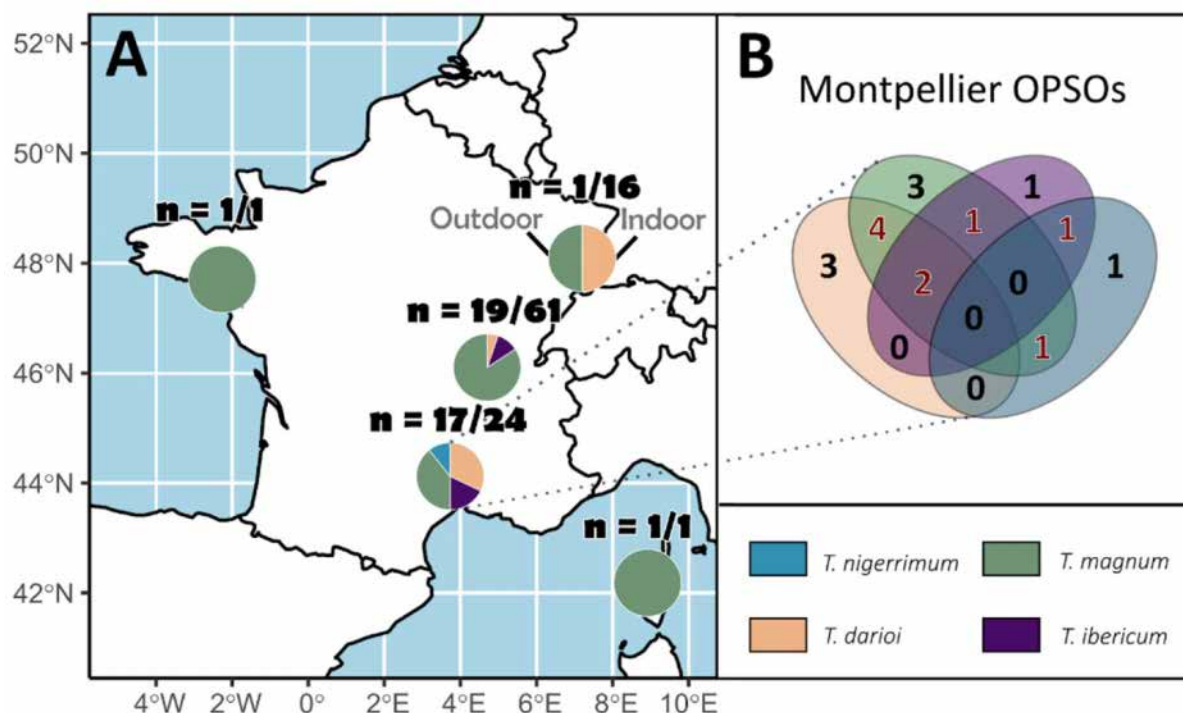 A
52°N
50°N
48°N
46°N
44°N
42°N
n = 1/1
n = 1/16
Outdoor
Indoor
n = 19/61
n = 17/24
n = 1/1
4°W
2°W
0°
2°E
4°E
6°E
8°E
10°E
B
Montpellier OPSOs
3
1
4
1
1
3
1
2
0
0
0
1
0
T. nigerrimum
T. magnum
T. darioi
T. ibericum